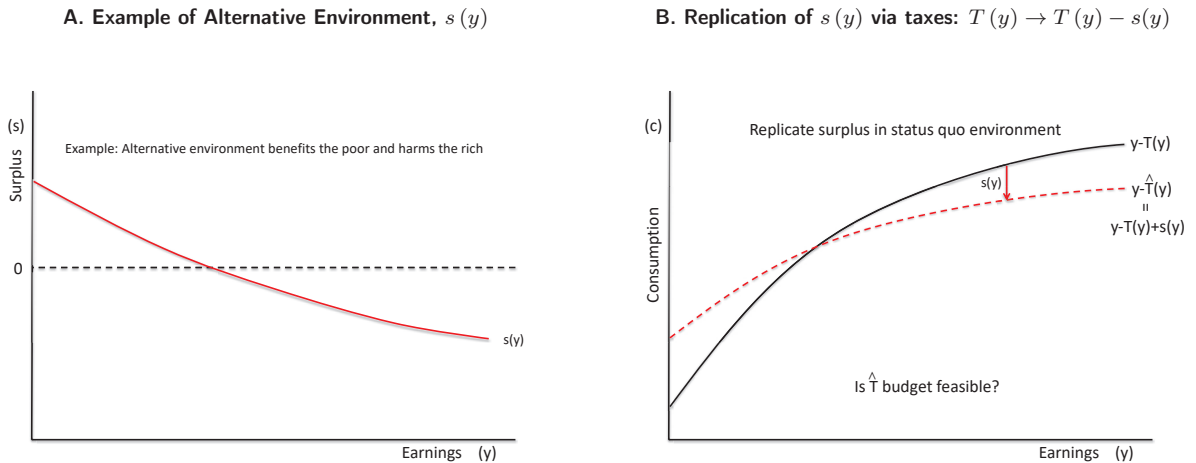 A. Example of Alternative Environment, s (y)
(s)
Surplus
Example: Alternative environment benefits the poor and harms the rich
0
s(y)
Earnings (y)
B. Replication of s (y) via taxes: T (y) → T (y) − s(y)
(c)
Consumption
Replicate surplus in status quo environment
y-T(y)
s(y)
y-T̂(y)
=
y-T(y)+s(y)
Is T̂ budget feasible?
Earnings (y)